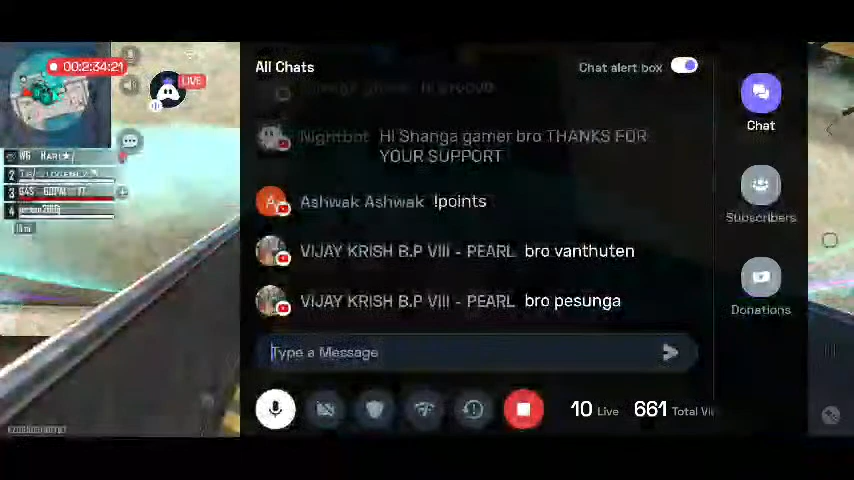 00:2:34:21
LIVE
All Chats
Chat alert box
Chat
Nightbot HI Shanga gamer bro THANKS FOR
YOUR SUPPORT
Ashwak Ashwak !points
VIJAY KRISH B.P VIII - PEARL bro vanthuten
VIJAY KRISH B.P VIII - PEARL bro pesunga
Subscribers
Donations
Type a Message
10 Live 661 Total Vi